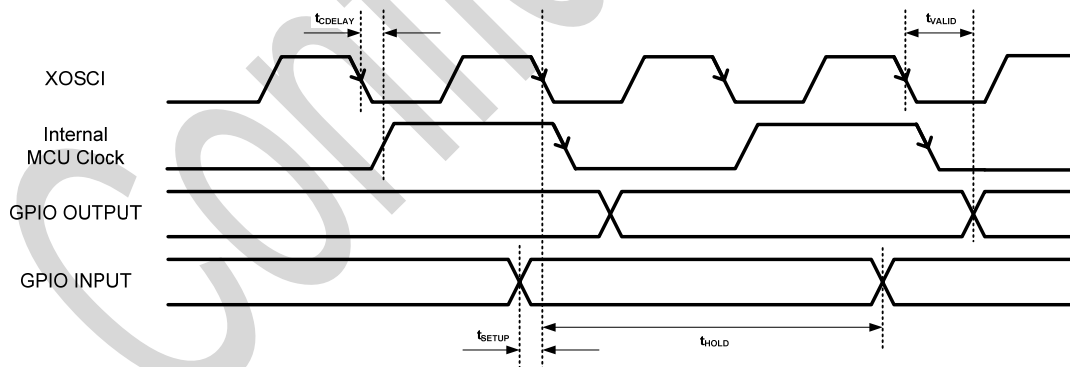 tCDELAY
tVALID
XOSCI
Internal
MCU Clock
GPIO OUTPUT
GPIO INPUT
tSETUP
tHOLD